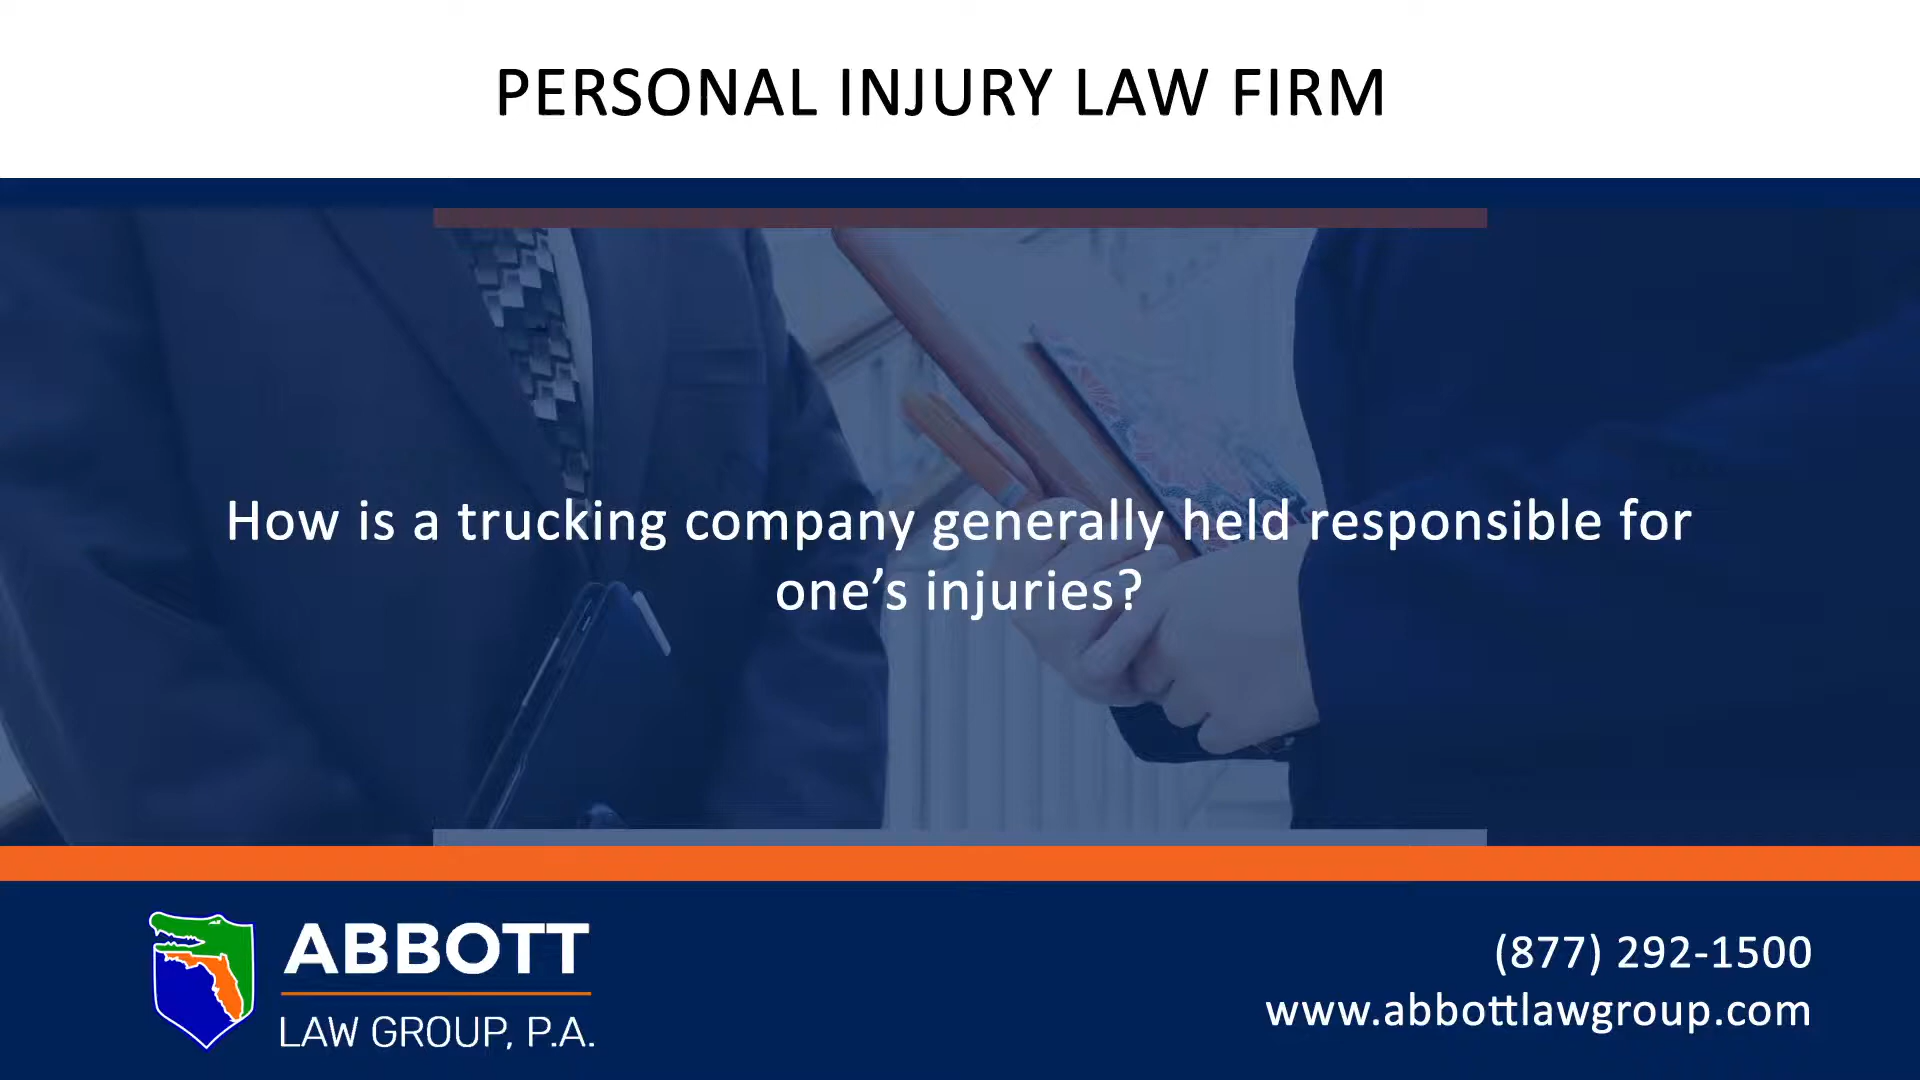 PERSONAL INJURY LAW FIRM
How is a trucking company generally held responsible for
one’s injuries?
ABBOTT
LAW GROUP, P.A.
(877) 292-1500
www.abbottlawgroup.com